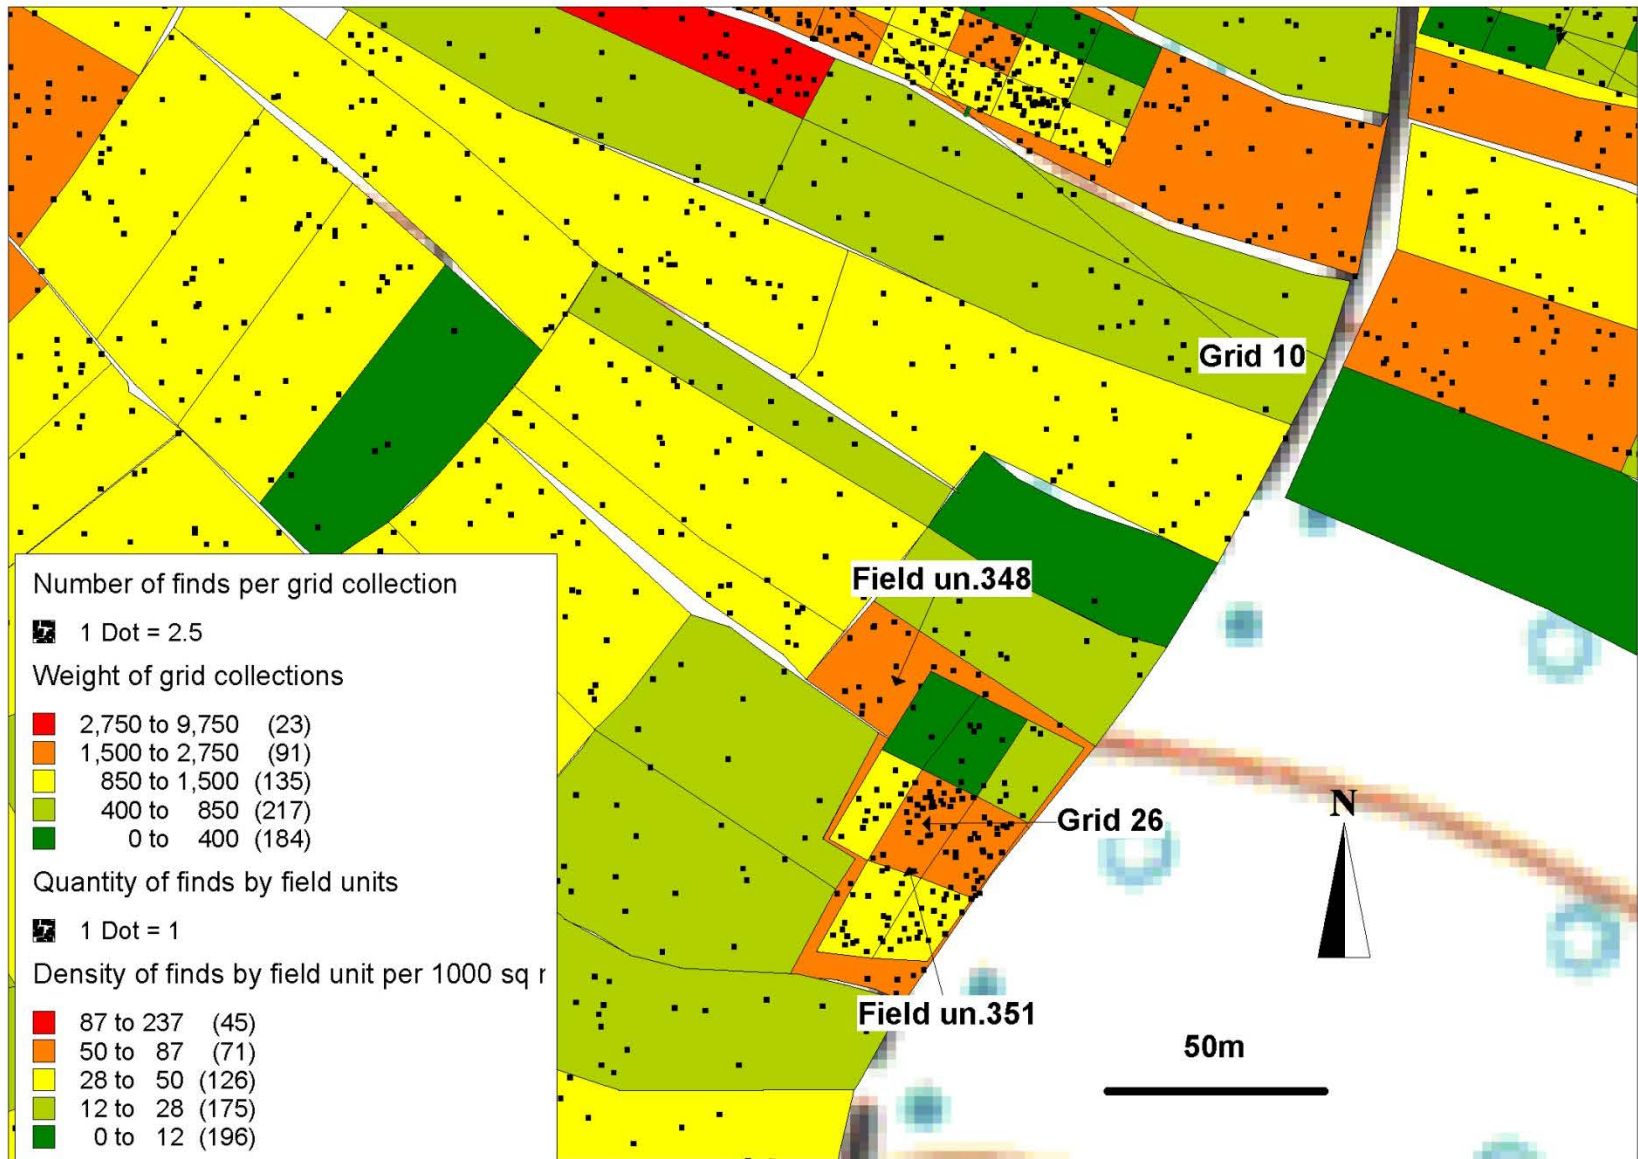 Grid 10
Field un.348
Number of finds per grid collection
1 Dot = 2.5
Weight of grid collections
2,750 to 9,750 (23)
1,500 to 2,750 (91)
850 to 1,500 (135)
400 to 850 (217)
0 to 400 (184)
Quantity of finds by field units
1 Dot = 1
Density of finds by field unit per 1000 sq
87 to 237 (45)
50 to 87 (71)
28 to 50 (126)
12 to 28 (175)
0 to 12 (196)
N
Grid 26
Field un.351
50m